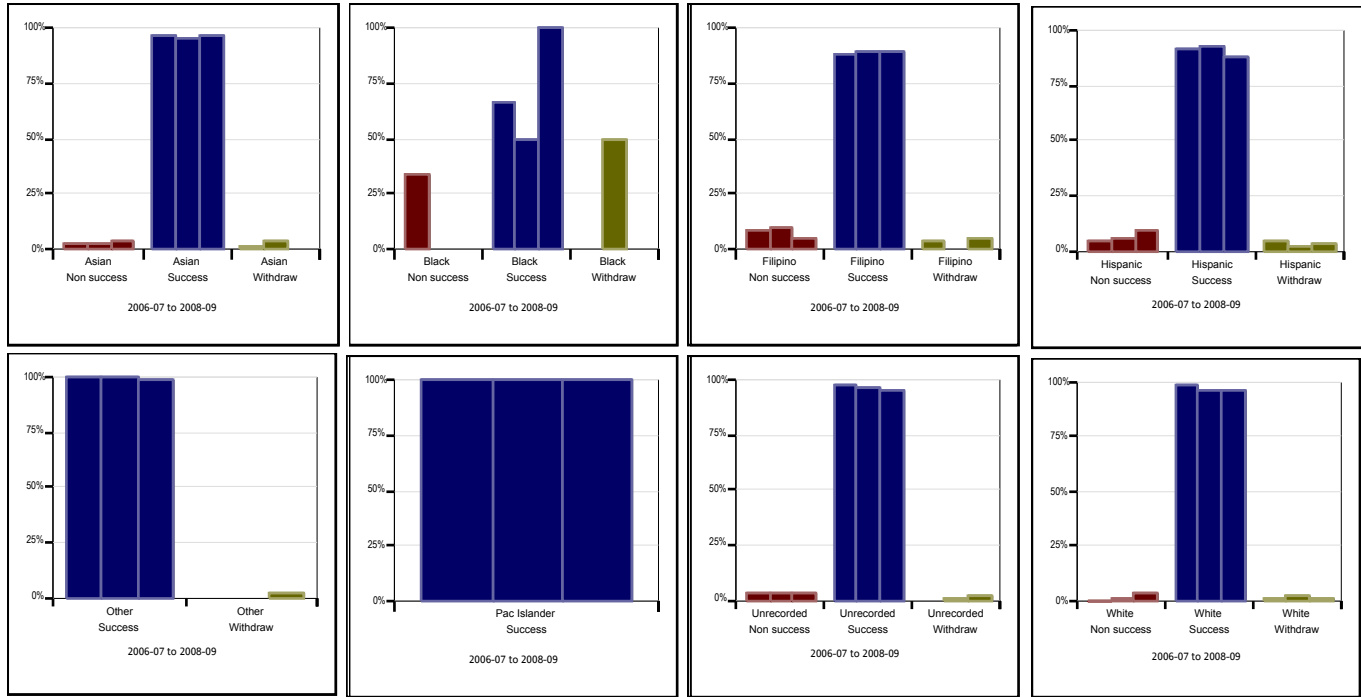 100%
75%
50%
25%
0%
Asian Asian Asian
Non success Success Withdraw
2006-07 to 2008-09
100%
75%
50%
25%
0%
Black Black Black
Non success Success Withdraw
2006-07 to 2008-09
100%
75%
50%
25%
0%
Filipino Filipino Filipino
Non success Success Withdraw
2006-07 to 2008-09
100%
75%
50%
25%
0%
Hispanic Hispanic Hispanic
Non success Success Withdraw
2006-07 to 2008-09
100%
75%
50%
25%
0%
Other Other
Success Withdraw
2006-07 to 2008-09
100%
75%
50%
25%
0%
Pac Islander
Success
2006-07 to 2008-09
100%
75%
50%
25%
0%
Unrecorded Unrecorded Unrecorded
Non success Success Withdraw
2006-07 to 2008-09
100%
75%
50%
25%
0%
White White White
Non success Success Withdraw
2006-07 to 2008-09